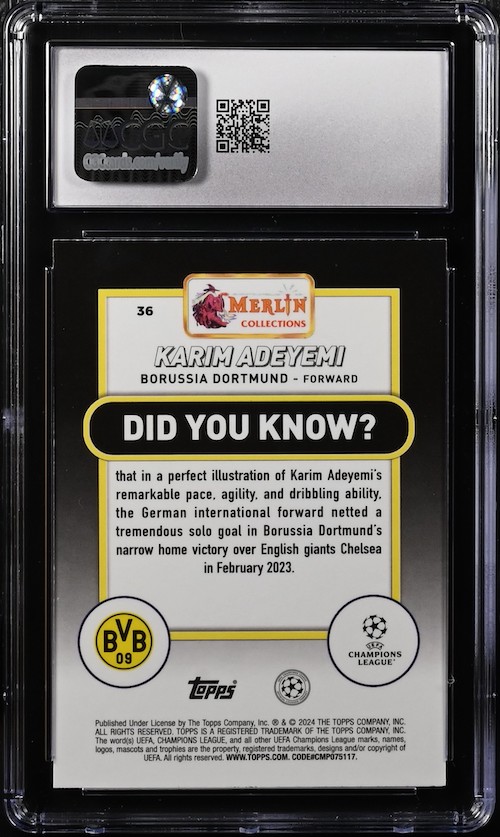 CGC
CGCcards.com/verify
36
MERLIN
COLLECTIONS
KARIM ADEYEMI
BORUSSIA DORTMUND - FORWARD
DID YOU KNOW?
that in a perfect illustration of Karim Adeyemi's
remarkable pace, agility, and dribbling ability,
the German international forward netted a
tremendous solo goal in Borussia Dortmund's
narrow home victory over English giants Chelsea
in February 2023.
BVB
09
UEFA
CHAMPIONS
LEAGUE®
topps®
Published Under License by The Topps Company, Inc. ® & © 2024 THE TOPPS COMPANY, INC.
ALL RIGHTS RESERVED. TOPPS IS A REGISTERED TRADEMARK OF THE TOPPS COMPANY, INC.
The word(s) UEFA, CHAMPIONS LEAGUE, and all other UEFA Champions League marks, names,
logos, mascots and trophies are the property, registered trademarks, designs and/or copyright of
UEFA. All rights reserved. WWW.TOPPS.COM. CODE#CMP075117.